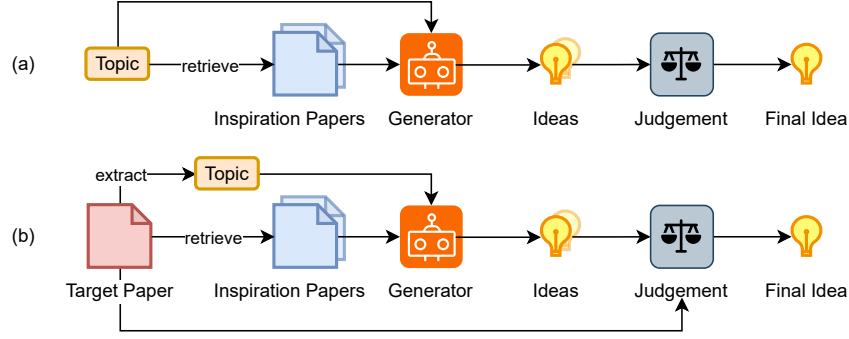 (a)
Topic
retrieve
Inspiration Papers
Generator
Ideas
Judgement
Final Idea
(b)
extract
Topic
retrieve
Target Paper
Inspiration Papers
Generator
Ideas
Judgement
Final Idea